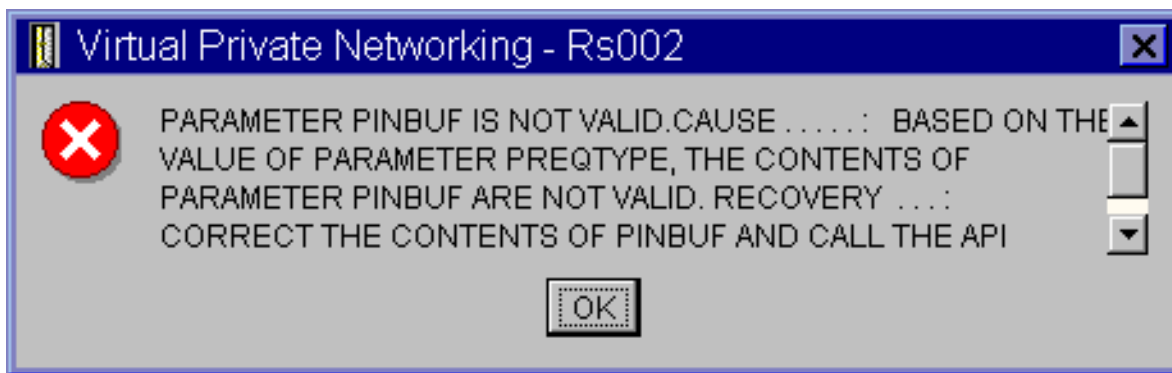 Virtual Private Networking - Rs002
PARAMETER PINBUF IS NOT VALID.CAUSE . . . . . :  BASED ON THE
VALUE OF PARAMETER PREQTYPE, THE CONTENTS OF
PARAMETER PINBUF ARE NOT VALID. RECOVERY  . . . :
CORRECT THE CONTENTS OF PINBUF AND CALL THE API
OK